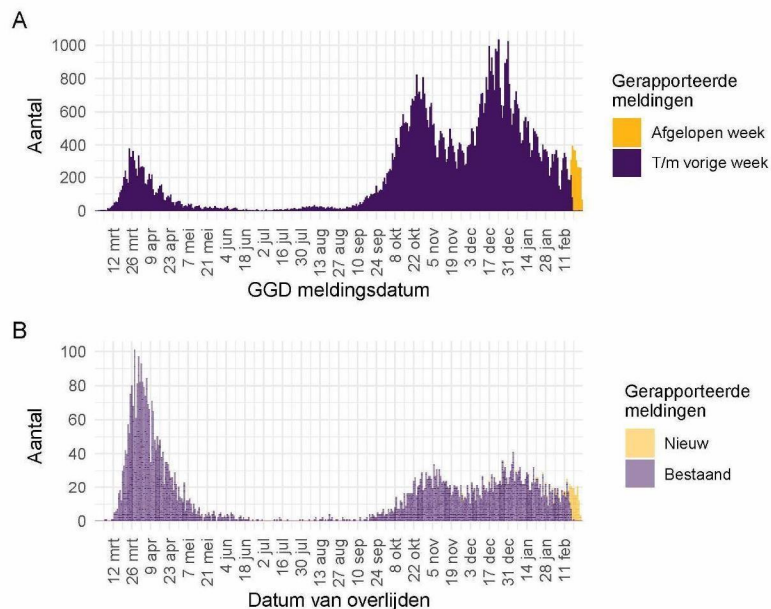 A
1000
800
600
400
200
0
Aantal
12 mrt
26 mrt
9 apr
23 apr
7 mei
21 mei
4 jun
18 jun
2 jul
16 jul
30 jul
13 aug
27 aug
10 sep
24 sep
8 okt
22 okt
5 nov
19 nov
3 dec
17 dec
31 dec
14 jan
28 jan
11 feb
GGD meldingsdatum
Gerapporteerde
meldingen
Afgelopen week
T/m vorige week
B
100
80
60
40
20
0
Aantal
12 mrt
26 mrt
9 apr
23 apr
7 mei
21 mei
4 jun
18 jun
2 jul
16 jul
30 jul
13 aug
27 aug
10 sep
24 sep
8 okt
22 okt
5 nov
19 nov
3 dec
17 dec
31 dec
14 jan
28 jan
11 feb
Datum van overlijden
Gerapporteerde
meldingen
Nieuw
Bestaand